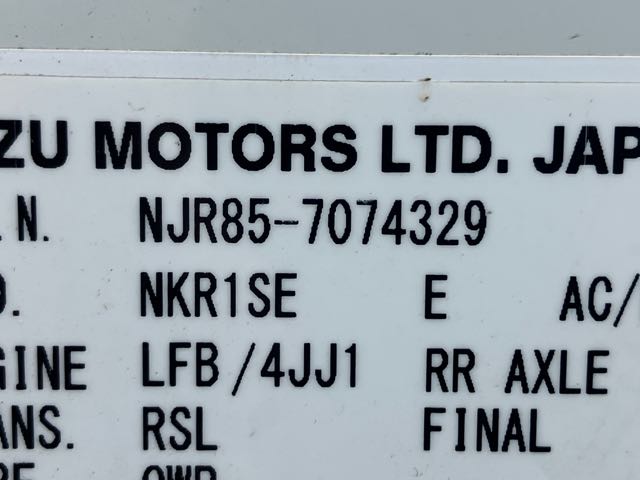 ZU MOTORS LTD. JAP
.N. NJR85-7074329
D. NKR1SE E AC/
GINE LFB/4JJ1 RR AXLE
ANS. RSL FINAL